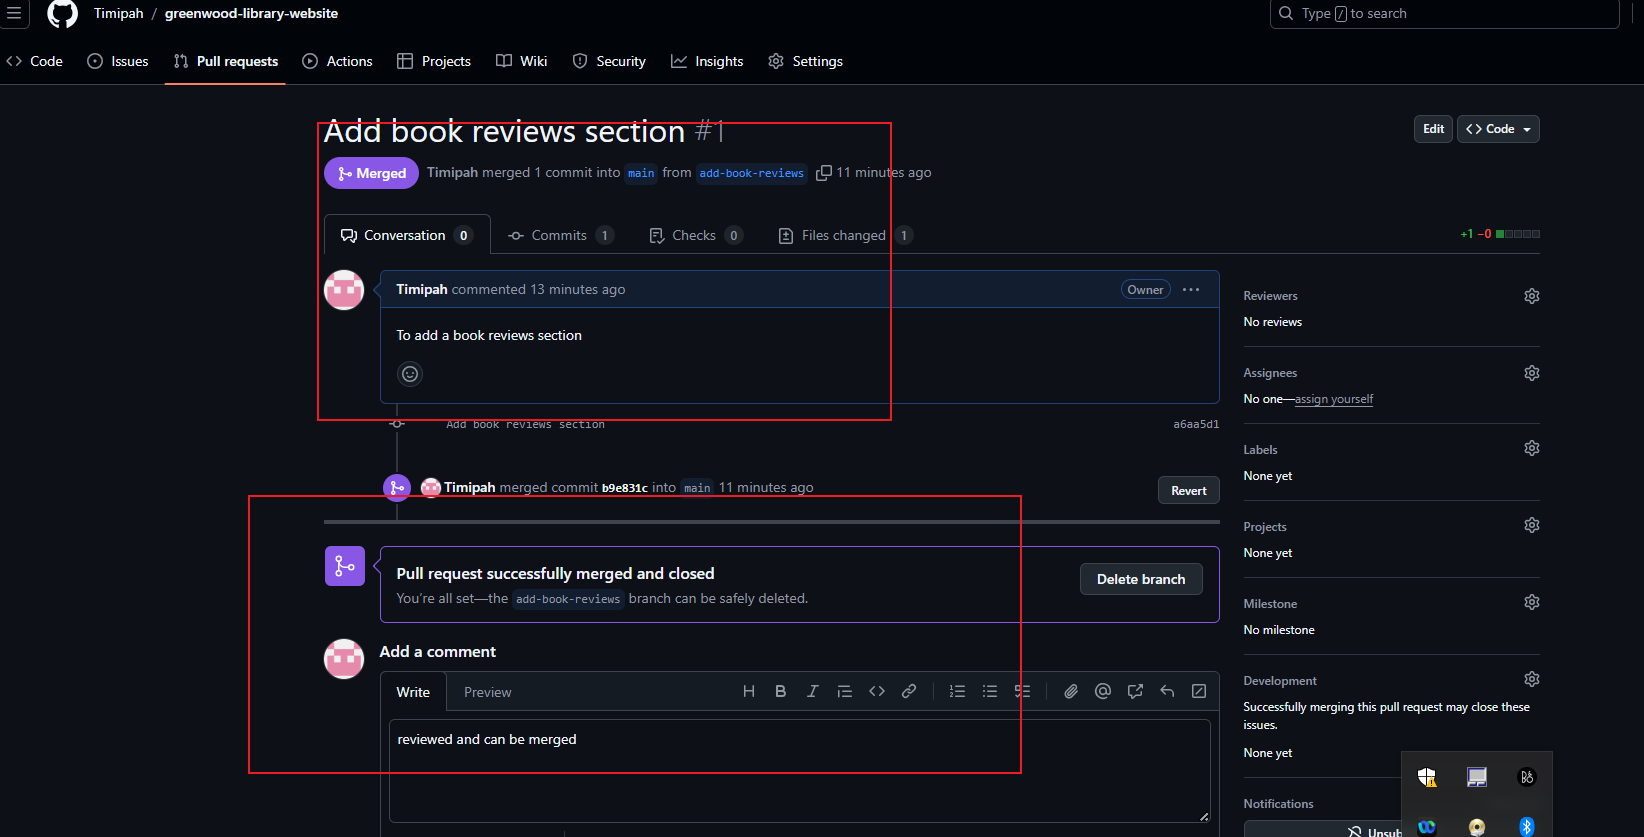 Timipah / greenwood-library-website
Type / to search
Code Issues Pull requests Actions Projects Wiki Security Insights Settings
Add book reviews section #1
Edit Code
Merged Timipah merged 1 commit into main from add-book-reviews 11 minutes ago
Conversation 0 Commits 1 Checks 0 Files changed 1
+1 −0
Timipah commented 13 minutes ago
Owner
To add a book reviews section
Add book reviews section
a6aa5d1
Timipah merged commit b9e831c into main 11 minutes ago
Revert
Pull request successfully merged and closed
You're all set—the add-book-reviews branch can be safely deleted.
Delete branch
Add a comment
Write Preview
reviewed and can be merged
Reviewers
No reviews
Assignees
No one—assign yourself
Labels
None yet
Projects
None yet
Milestone
No milestone
Development
Successfully merging this pull request may close these
issues.
None yet
Notifications